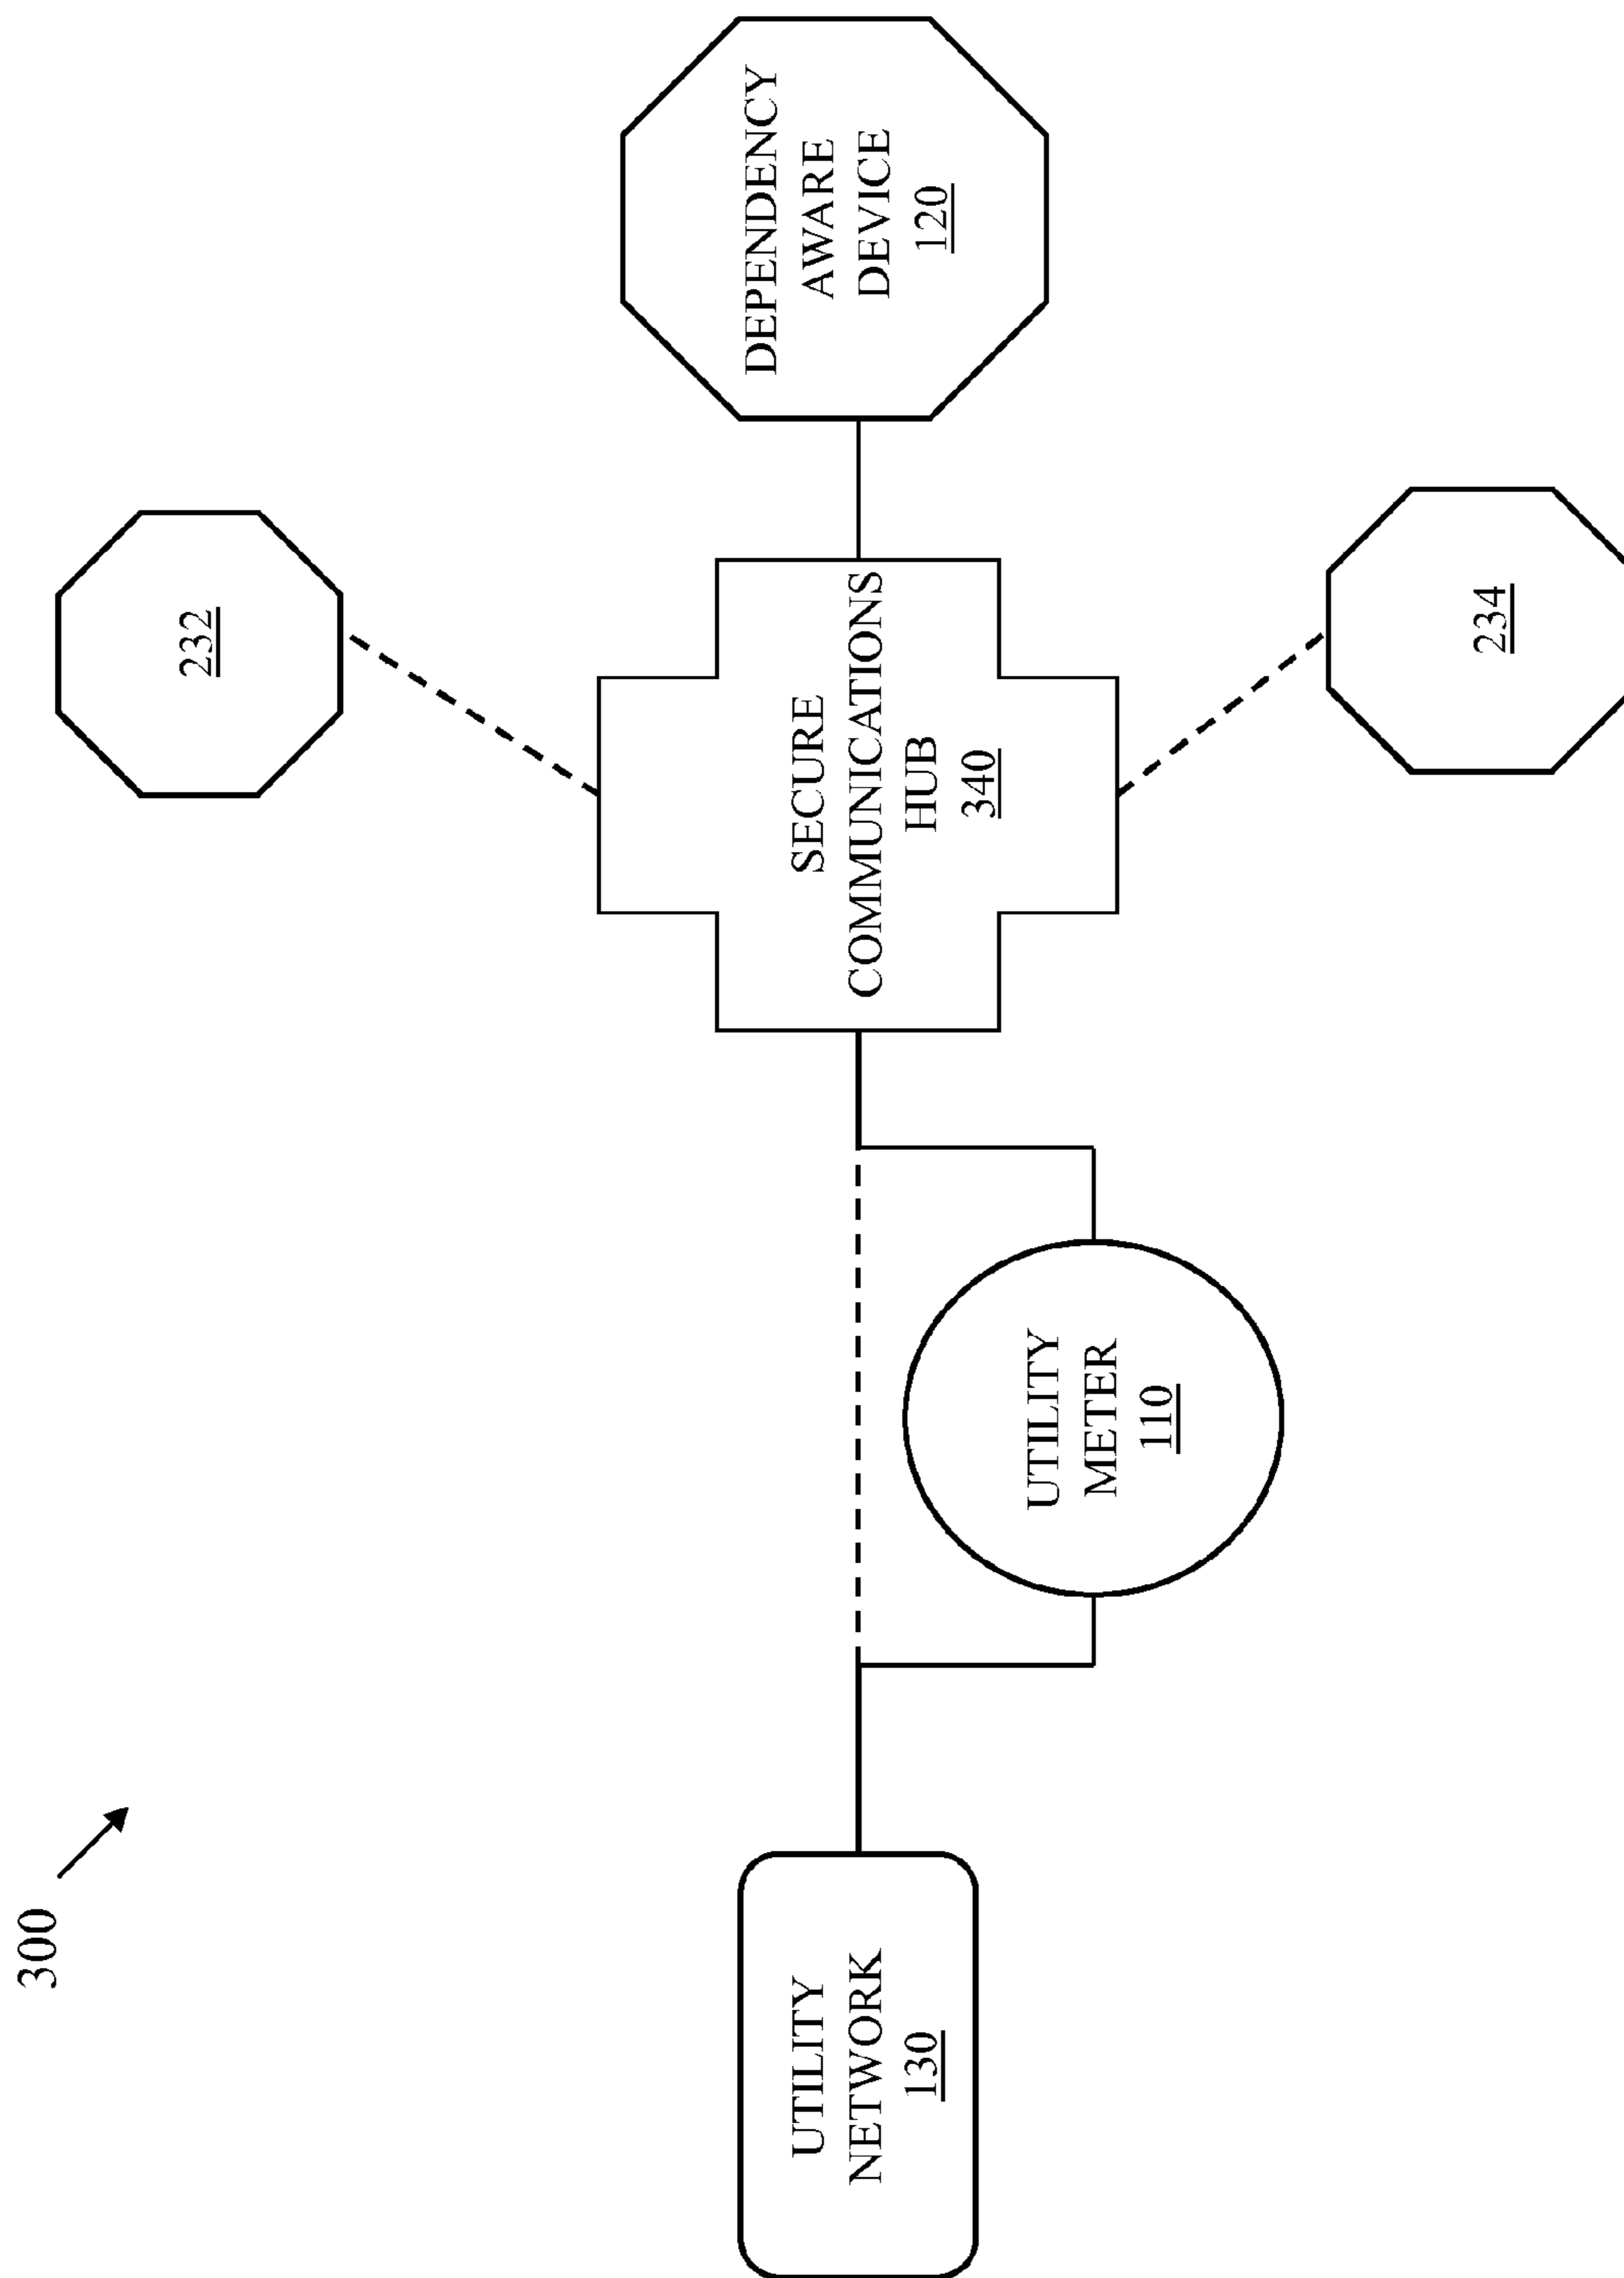 300
UTILITY
NETWORK
130
UTILITY
METER
110
SECURE
COMMUNICATIONS
HUB
340
232
234
DEPENDENCY
AWARE
DEVICE
120